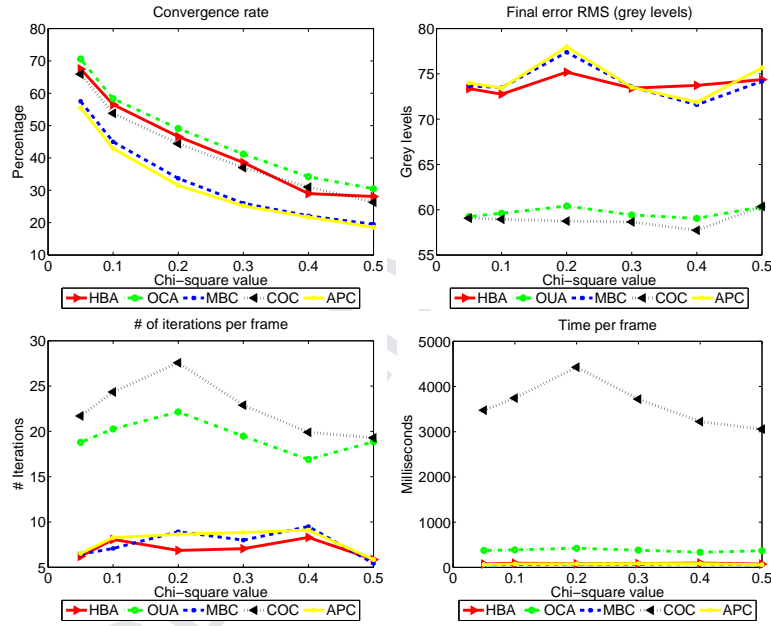 Convergence rate
Percentage
80
70
60
50
40
30
20
10
0 0.1 0.2 0.3 0.4 0.5
Chi-square value
HBA OCA MBC COC APC
Final error RMS (grey levels)
Grey levels
80
75
70
65
60
55
0 0.1 0.2 0.3 0.4 0.5
Chi-square value
HBA OUA MBC COC APC
# of iterations per frame
# Iterations
30
25
20
15
10
5
0 0.1 0.2 0.3 0.4 0.5
Chi-square value
HBA OUA MBC COC APC
Time per frame
Milliseconds
5000
4000
3000
2000
1000
0
0 0.1 0.2 0.3 0.4 0.5
Chi-square value
HBA OCA MBC COC APC